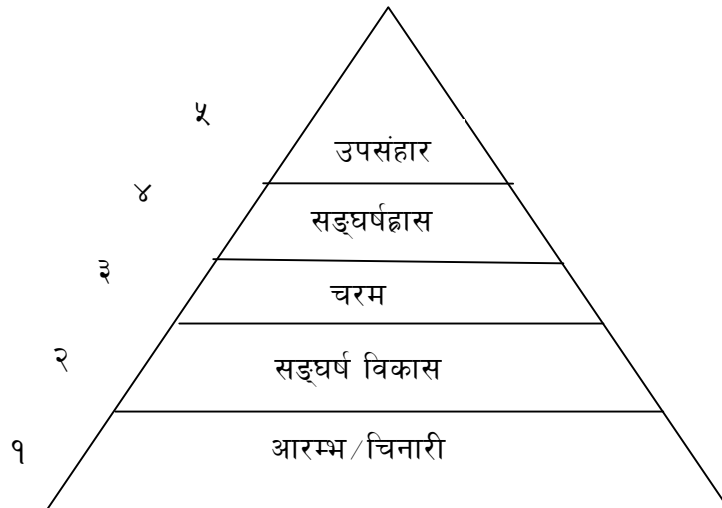 ५
उपसंहार
४
सङ्घर्षह्रास
३
चरम
२
सङ्घर्ष विकास
१
आरम्भ/चिनारी